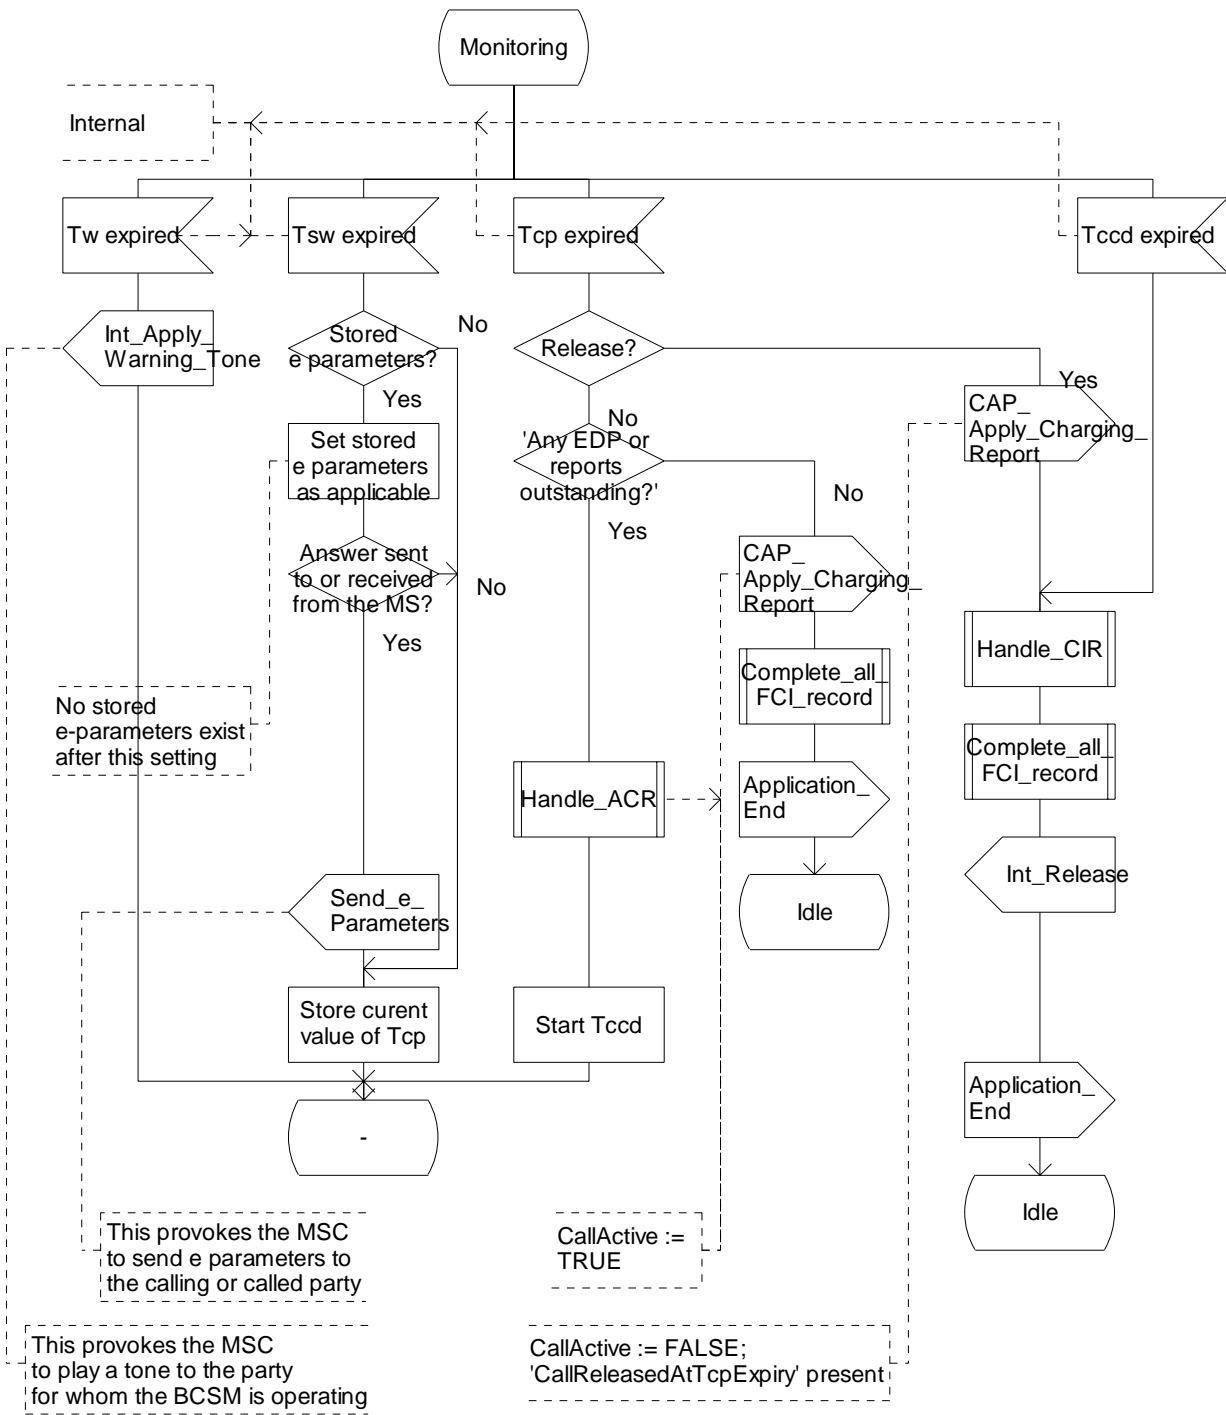 Monitoring
Internal
Tw expired
Tsw expired
Tcp expired
Tccd expired
Int_Apply_
Warning_Tone
Stored
e parameters?
No
Yes
Release?
Yes
No
CAP_
Apply_Charging_
Report
Set stored
e parameters
as applicable
'Any EDP or
reports
outstanding?'
No
Yes
Answer sent
to or received
from the MS?
No
Yes
CAP_
Apply_Charging_
Report
Handle_CIR
Complete_all_
FCI_record
No stored
e-parameters exist
after this setting
Complete_all_
FCI_record
Handle_ACR
Application_
End
Int_Release
Send_e_
Parameters
Idle
Store curent
value of Tcp
Start Tccd
Application_
End
-
Idle
This provokes the MSC
to send e parameters to
the calling or called party
CallActive :=
TRUE
This provokes the MSC
to play a tone to the party
for whom the BCSM is operating
CallActive := FALSE;
'CallReleasedAtTcpExpiry' present